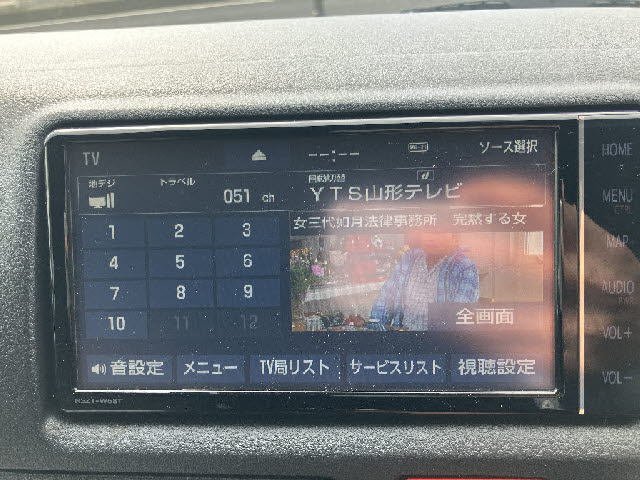 TV
--:--
ソース選択
HOME
地デジ
トラベル
051 ch
YTS山形テレビ
MENU
女三代如月法律事務所 完黙する女
MAP
1 2 3
4 5 6
7 8 9
10 11 12
AUDIO
全画面
VOL+
音設定 メニュー TV局リスト サービスリスト 視聴設定
VOL-